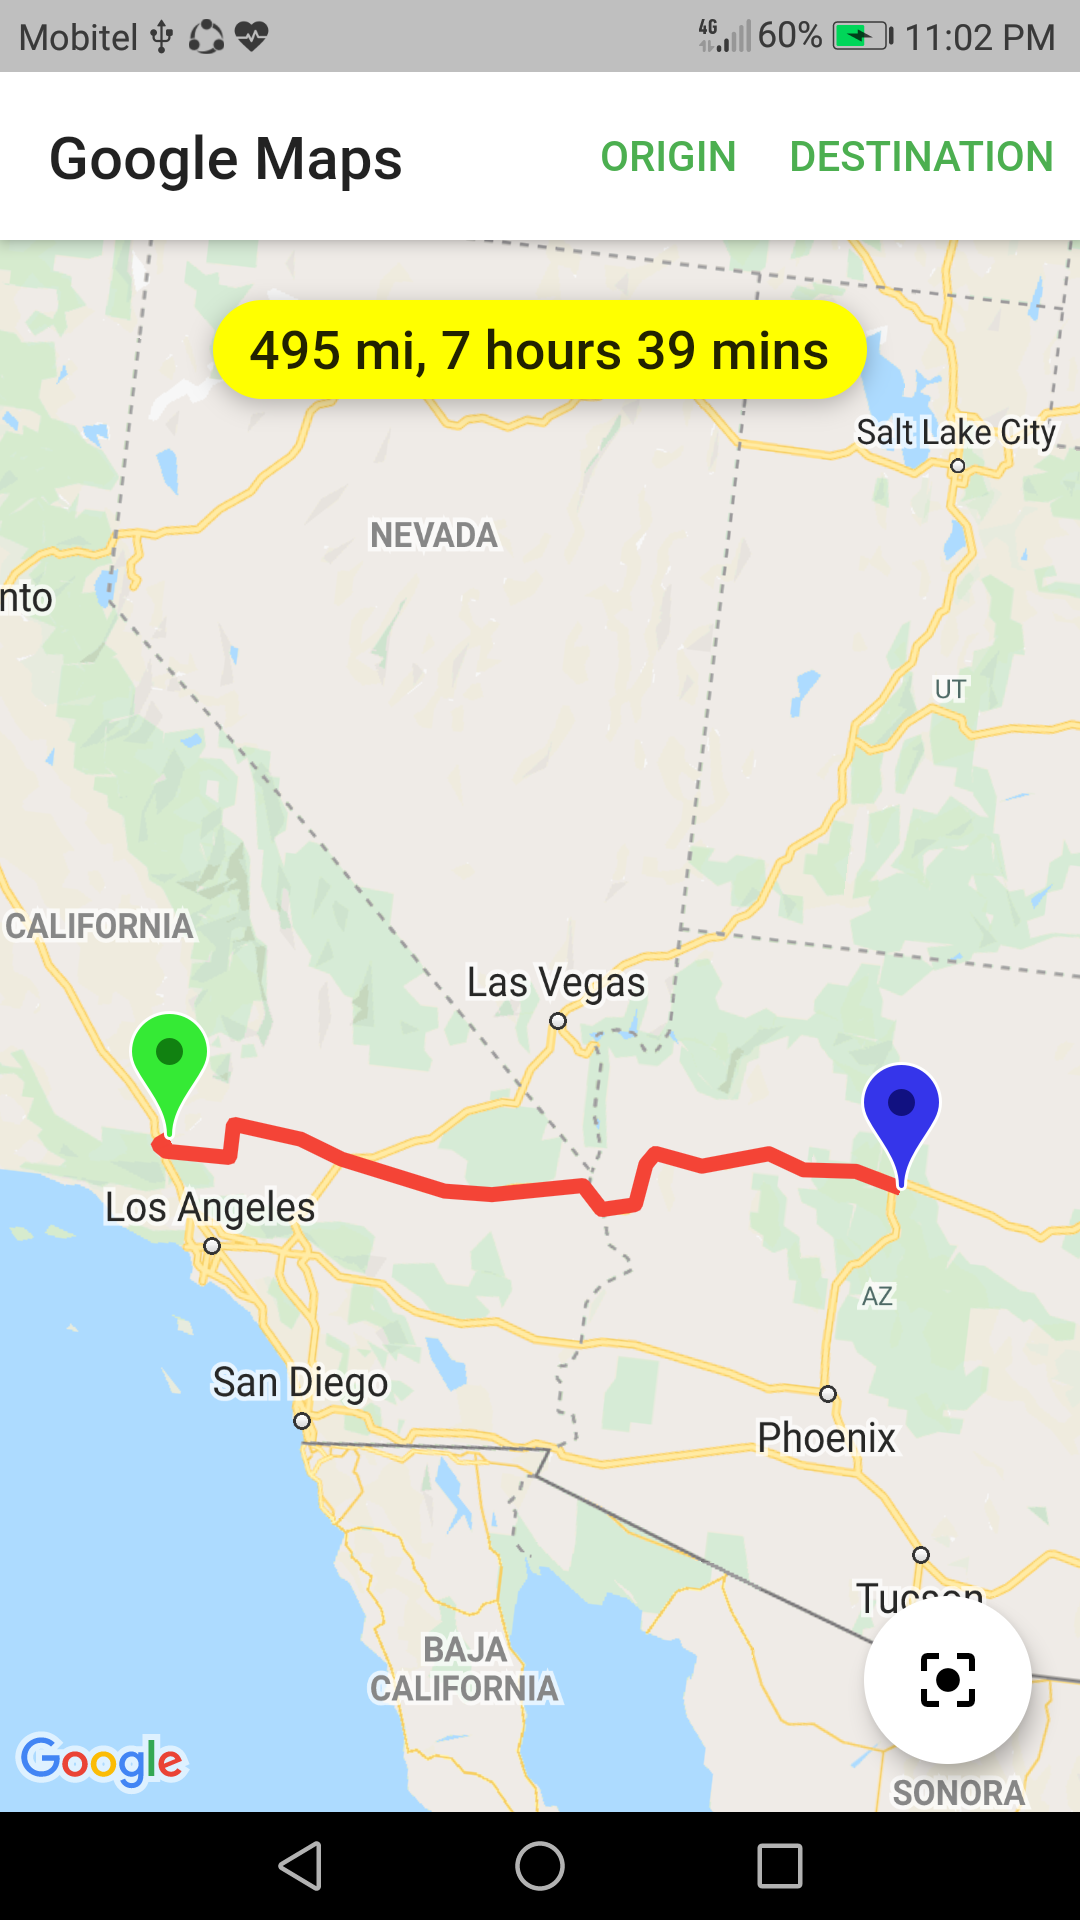 Mobitel 4G 60% 11:02 PM
Google Maps ORIGIN DESTINATION
495 mi, 7 hours 39 mins
Salt Lake City
NEVADA
nto
UT
CALIFORNIA
Las Vegas
Los Angeles
AZ
San Diego
Phoenix
Tucson
BAJA
CALIFORNIA
Google
SONORA